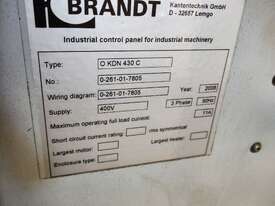 BRANDT
Kantentechnik GmbH
D - 32657 Lemgo
Industrial control panel for industrial machinery
Type: O KDN 430 C
No.: 0-261-01-7805
Wiring diagram: 0-261-01-7805 Year: 2006
Supply: 400V 3 Phase 50Hz
Maximum operating full load current: 11A
Short circuit current rating: rms symmetrical
Largest motor: Largest heater:
Enclosure type: